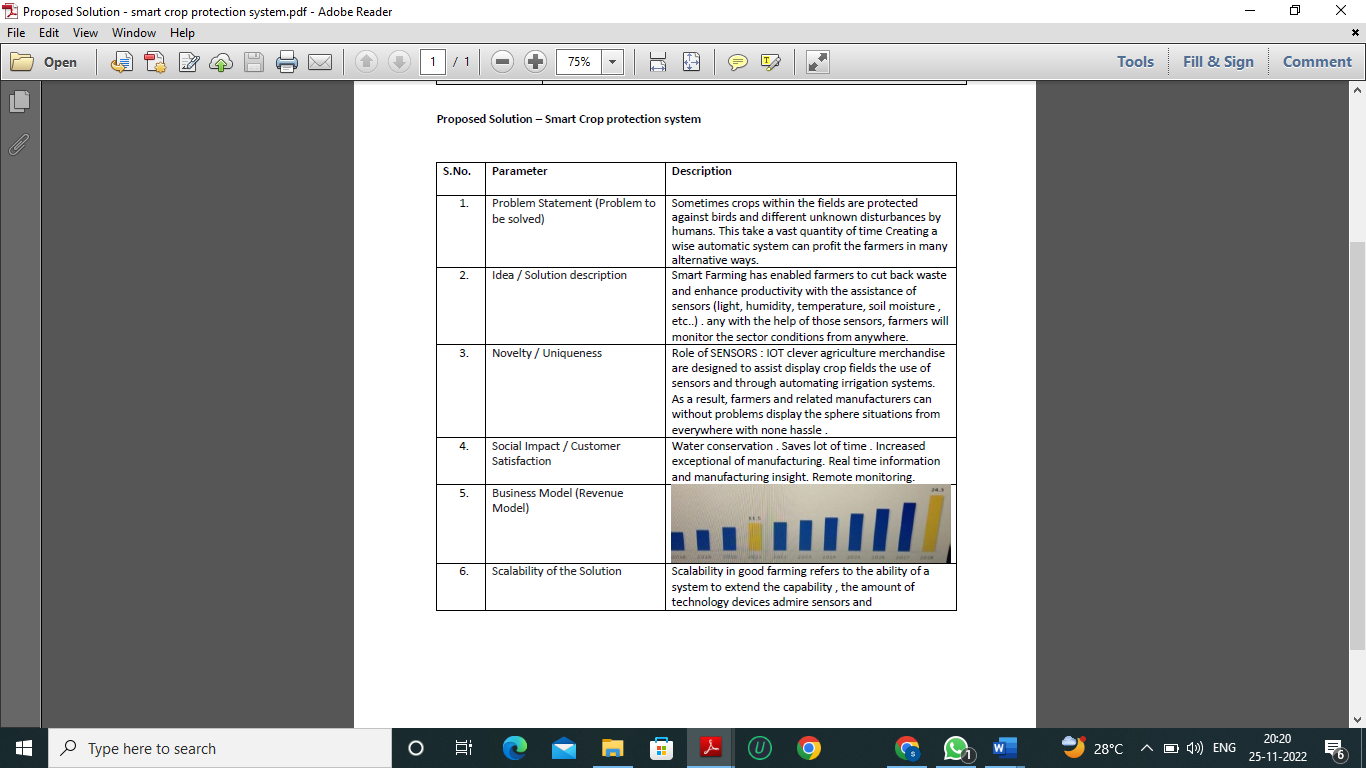 Proposed Solution - smart crop protection system.pdf - Adobe Reader
File Edit View Window Help
Open 1 / 1 75% Tools Fill & Sign Comment
Proposed Solution – Smart Crop protection system
S.No. Parameter Description
1. Problem Statement (Problem to be solved)
Sometimes crops within the fields are protected
against birds and different unknown disturbances by
humans. This take a vast quantity of time Creating a
wise automatic system can profit the farmers in many
alternative ways.
2. Idea / Solution description
Smart Farming has enabled farmers to cut back waste
and enhance productivity with the assistance of
sensors (light, humidity, temperature, soil moisture ,
etc..) . any with the help of those sensors, farmers will
monitor the sector conditions from anywhere.
3. Novelty / Uniqueness
Role of SENSORS : IOT clever agriculture merchandise
are designed to assist display crop fields the use of
sensors and through automating irrigation systems.
As a result, farmers and related manufacturers can
without problems display the sphere situations from
everywhere with none hassle .
4. Social Impact / Customer
Satisfaction
Water conservation . Saves lot of time . Increased
exceptional of manufacturing. Real time information
and manufacturing insight. Remote monitoring.
5. Business Model (Revenue
Model)
6. Scalability of the Solution
Scalability in good farming refers to the ability of a
system to extend the capability , the amount of
technology devices admire sensors and
Type here to search
28°C ENG
20:20
25-11-2022
6
1